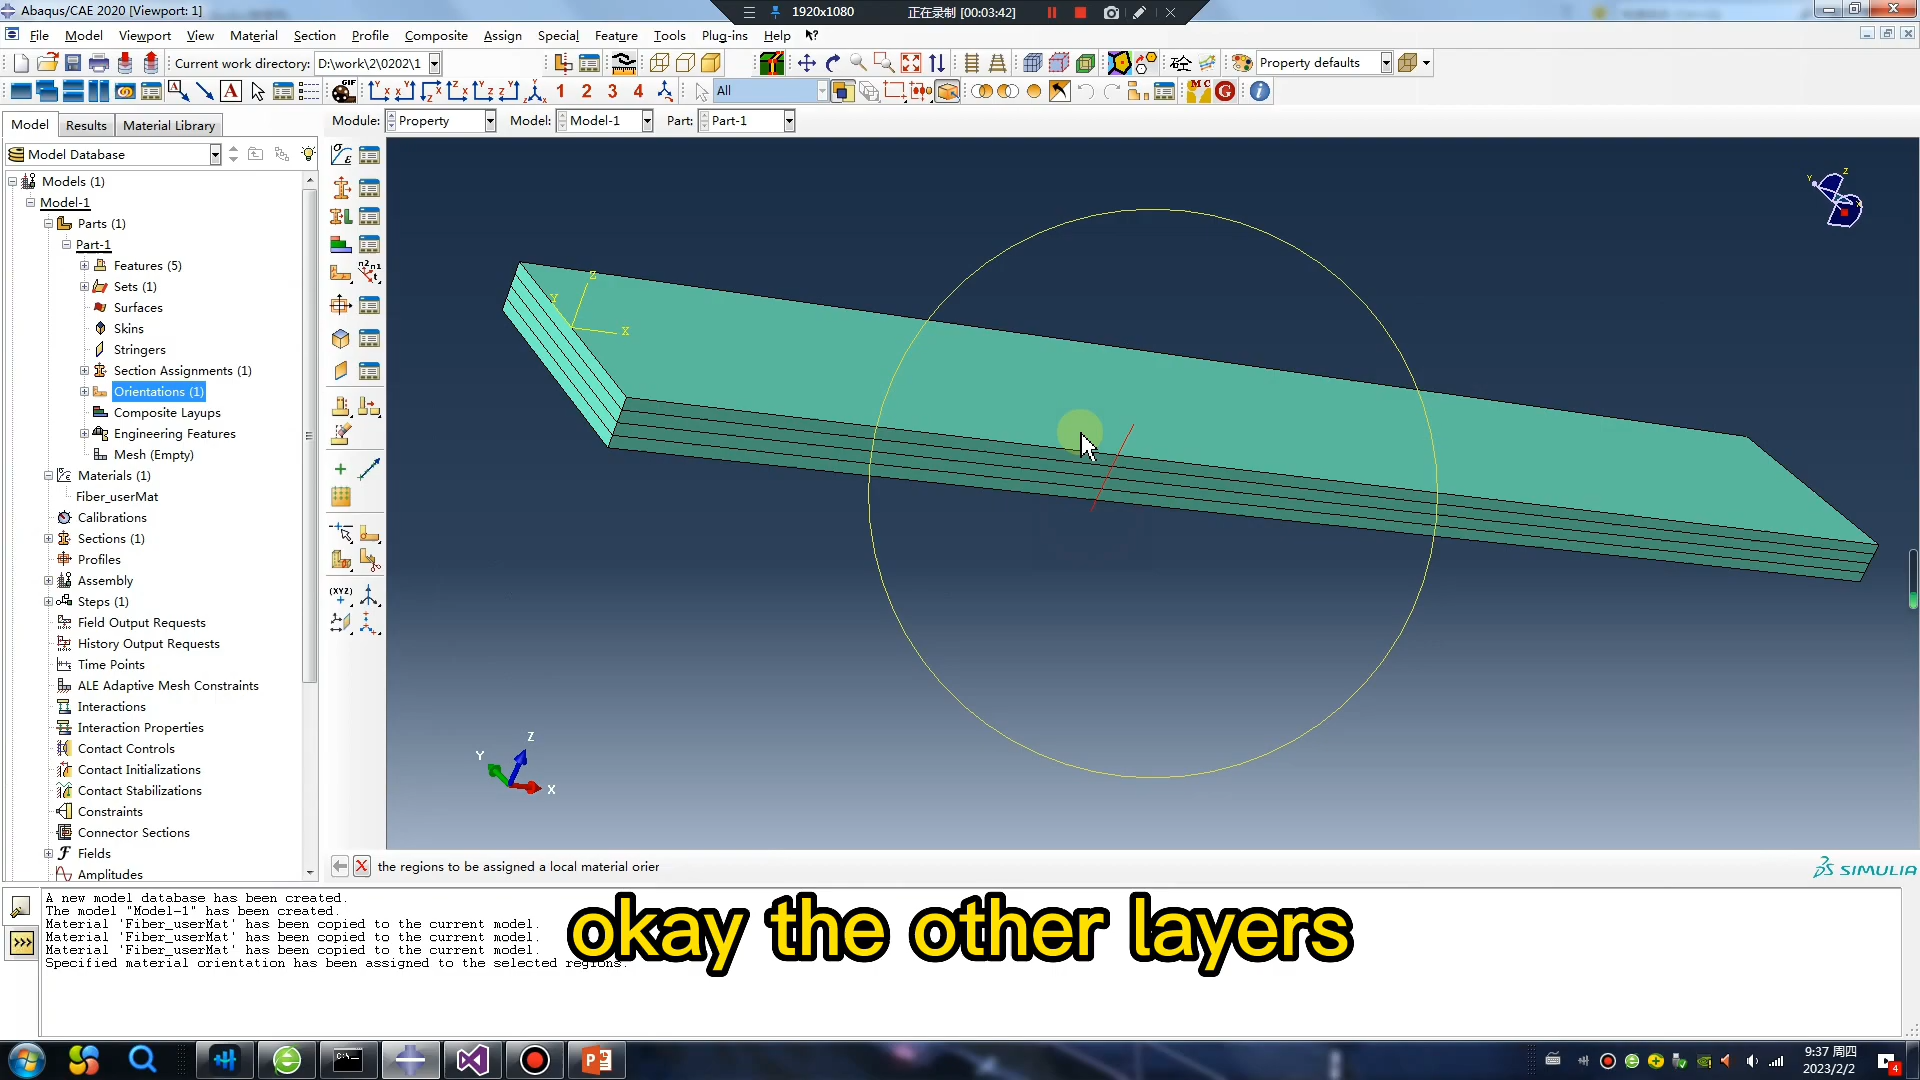 Abaqus/CAE 2020 [Viewport: 1]
1920x1080
正在录制 [00:03:42]
File Model Viewport View Material Section Profile Composite Assign Special Feature Tools Plug-ins Help
Current work directory: D:\work\2\0202\1
Property defaults
GIF
1 2 3 4
All
Model Results Material Library
Module: Property Model: Model-1 Part: Part-1
Model Database
Models (1)
Model-1
Parts (1)
Part-1
Features (5)
Sets (1)
Surfaces
Skins
Stringers
Section Assignments (1)
Orientations (1)
Composite Layups
Engineering Features
Mesh (Empty)
Materials (1)
Fiber_userMat
Calibrations
Sections (1)
Profiles
Assembly
Steps (1)
Field Output Requests
History Output Requests
Time Points
ALE Adaptive Mesh Constraints
Interactions
Interaction Properties
Contact Controls
Contact Initializations
Contact Stabilizations
Constraints
Connector Sections
Fields
Amplitudes
(XYZ)
Z
Y
X
Z
Y
X
Y
Z
the regions to be assigned a local material orier
SIMULIA
A new model database has been created.
The model "Model-1" has been created.
Material 'Fiber_userMat' has been copied to the current model.
Material 'Fiber_userMat' has been copied to the current model.
Material 'Fiber_userMat' has been copied to the current model.
Specified material orientation has been assigned to the selected regions.
okay the other layers
9:37 周四
2023/2/2
4